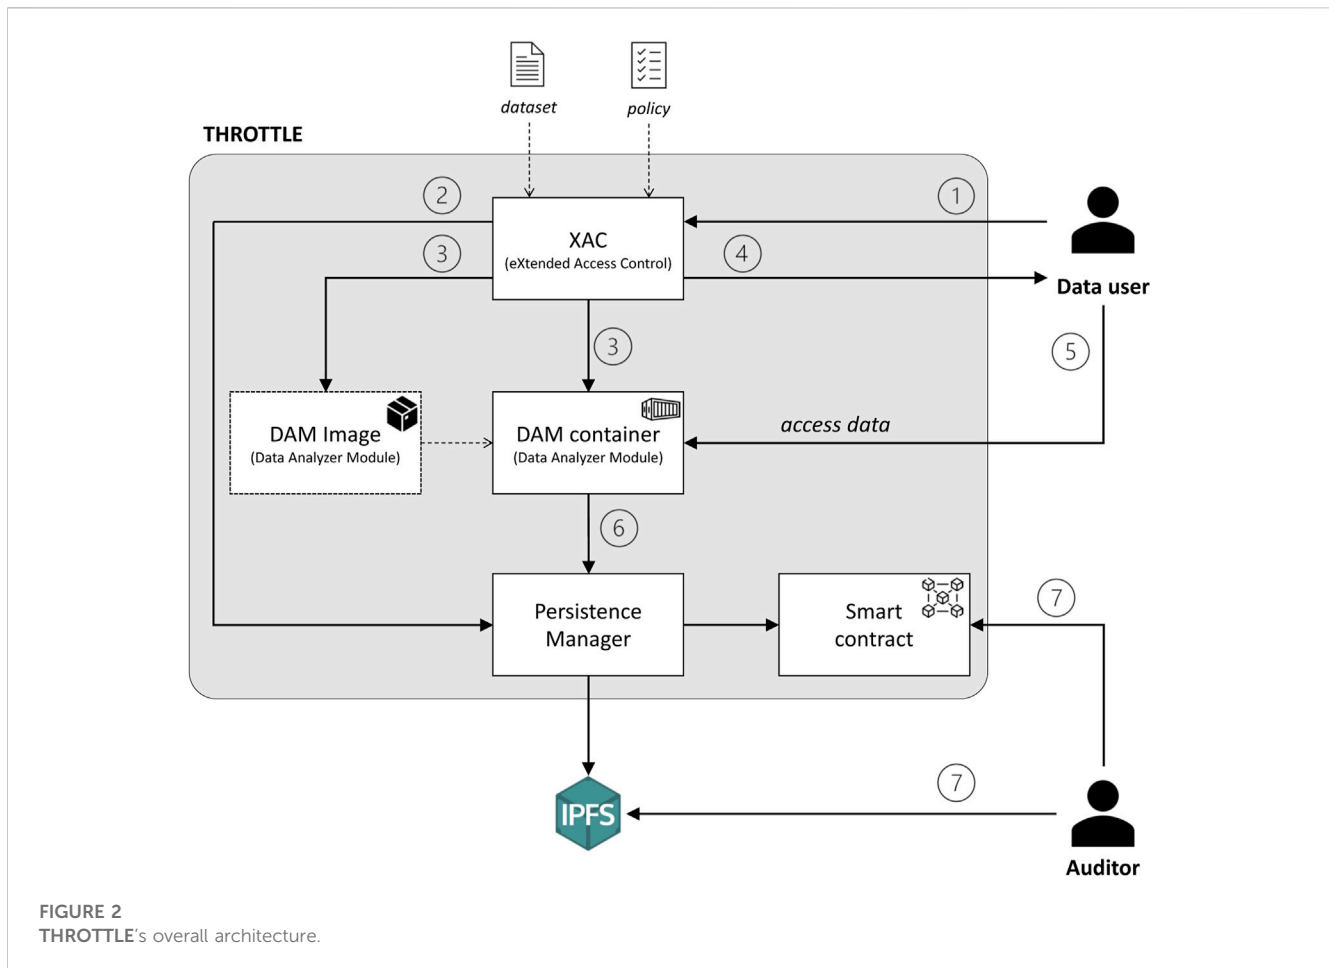 dataset
policy
THROTTLE
2
1
XAC
(eXtended Access Control)
3
4
Data user
3
5
DAM Image
(Data Analyzer Module)
DAM container
(Data Analyzer Module)
access data
6
Persistence
Manager
Smart
contract
7
7
IPFS
Auditor
FIGURE 2
THROTTLE's overall architecture.